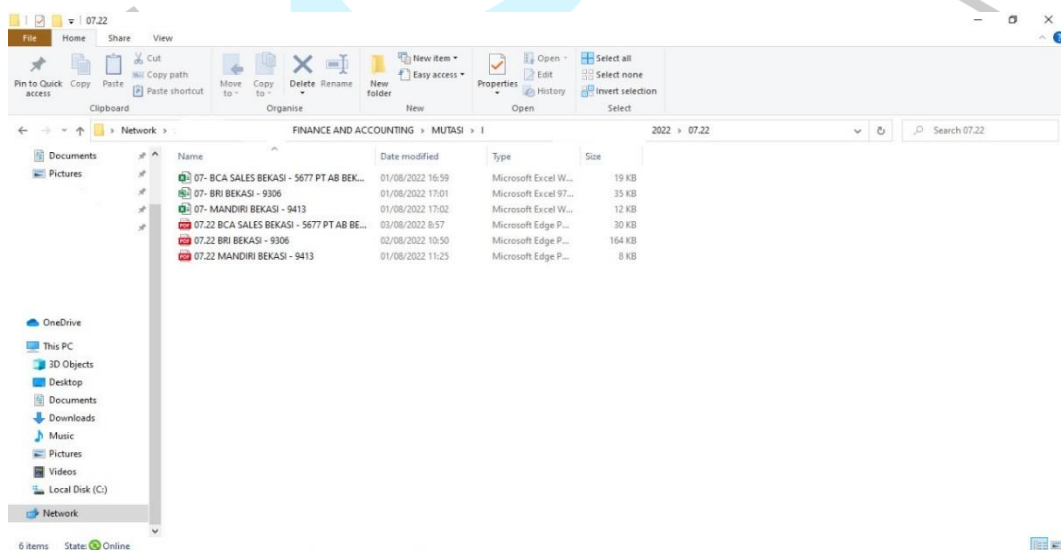 07.22
File Home Share View
Pin to Quick access Copy Paste Cut Copy path Paste shortcut Move to Copy to Delete Rename New folder New item Easy access Properties Open Edit History Select all Select none Invert selection
Clipboard Organise New Open Select
Network > FINANCE AND ACCOUNTING > MUTASI > 2022 > 07.22 Search 07.22
Documents
Pictures
OneDrive
This PC
3D Objects
Desktop
Documents
Downloads
Music
Pictures
Videos
Local Disk (C:)
Network
Name Date modified Type Size
07- BCA SALES BEKASI - 5677 PT AB BEK... 01/08/2022 16:59 Microsoft Excel W... 19 KB
07- BRI BEKASI - 9306 01/08/2022 17:01 Microsoft Excel 97... 35 KB
07- MANDIRI BEKASI - 9413 01/08/2022 17:02 Microsoft Excel W... 12 KB
07.22 BCA SALES BEKASI - 5677 PT AB BE... 03/08/2022 8:57 Microsoft Edge P... 30 KB
07.22 BRI BEKASI - 9306 02/08/2022 10:50 Microsoft Edge P... 164 KB
07.22 MANDIRI BEKASI - 9413 01/08/2022 11:25 Microsoft Edge P... 8 KB
6 items State: Online